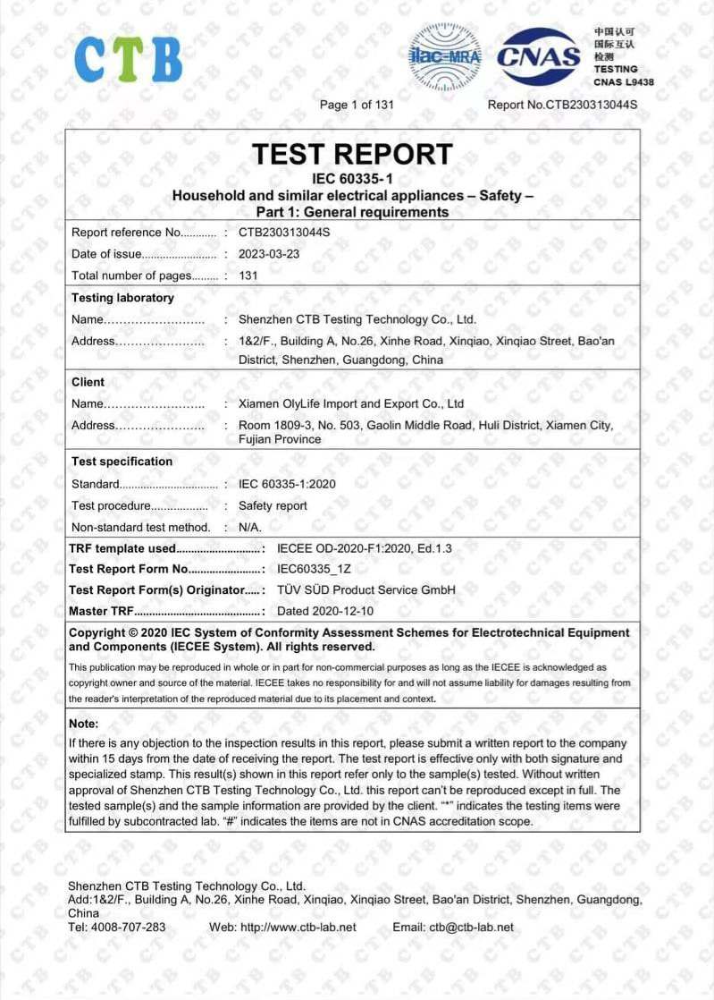 CTB
ilac-MRA
CNAS
中国认可
国际互认
检测
TESTING
CNAS L9438
Page 1 of 131
Report No.CTB230313044S
TEST REPORT
IEC 60335-1
Household and similar electrical appliances – Safety –
Part 1: General requirements
Report reference No............ : CTB230313044S
Date of issue......................... : 2023-03-23
Total number of pages......... : 131
Testing laboratory
Name…………………….. : Shenzhen CTB Testing Technology Co., Ltd.
Address………………….. : 1&2/F., Building A, No.26, Xinhe Road, Xinqiao, Xinqiao Street, Bao'an
District, Shenzhen, Guangdong, China
Client
Name…………………….. : Xiamen OlyLife Import and Export Co., Ltd
Address………………….. : Room 1809-3, No. 503, Gaolin Middle Road, Huli District, Xiamen City,
Fujian Province
Test specification
Standard................................. : IEC 60335-1:2020
Test procedure................... : Safety report
Non-standard test method. : N/A.
TRF template used............................: IECEE OD-2020-F1:2020, Ed.1.3
Test Report Form No........................: IEC60335_1Z
Test Report Form(s) Originator.....: TÜV SÜD Product Service GmbH
Master TRF..........................................: Dated 2020-12-10
Copyright © 2020 IEC System of Conformity Assessment Schemes for Electrotechnical Equipment
and Components (IECEE System). All rights reserved.
This publication may be reproduced in whole or in part for non-commercial purposes as long as the IECEE is acknowledged as
copyright owner and source of the material. IECEE takes no responsibility for and will not assume liability for damages resulting from
the reader's interpretation of the reproduced material due to its placement and context.
Note:
If there is any objection to the inspection results in this report, please submit a written report to the company
within 15 days from the date of receiving the report. The test report is effective only with both signature and
specialized stamp. This result(s) shown in this report refer only to the sample(s) tested. Without written
approval of Shenzhen CTB Testing Technology Co., Ltd. this report can't be reproduced except in full. The
tested sample(s) and the sample information are provided by the client. “*” indicates the testing items were
fulfilled by subcontracted lab. “#” indicates the items are not in CNAS accreditation scope.
Shenzhen CTB Testing Technology Co., Ltd.
Add:1&2/F., Building A, No.26, Xinhe Road, Xinqiao, Xinqiao Street, Bao'an District, Shenzhen, Guangdong,
China
Tel: 4008-707-283 Web: http://www.ctb-lab.net Email: ctb@ctb-lab.net